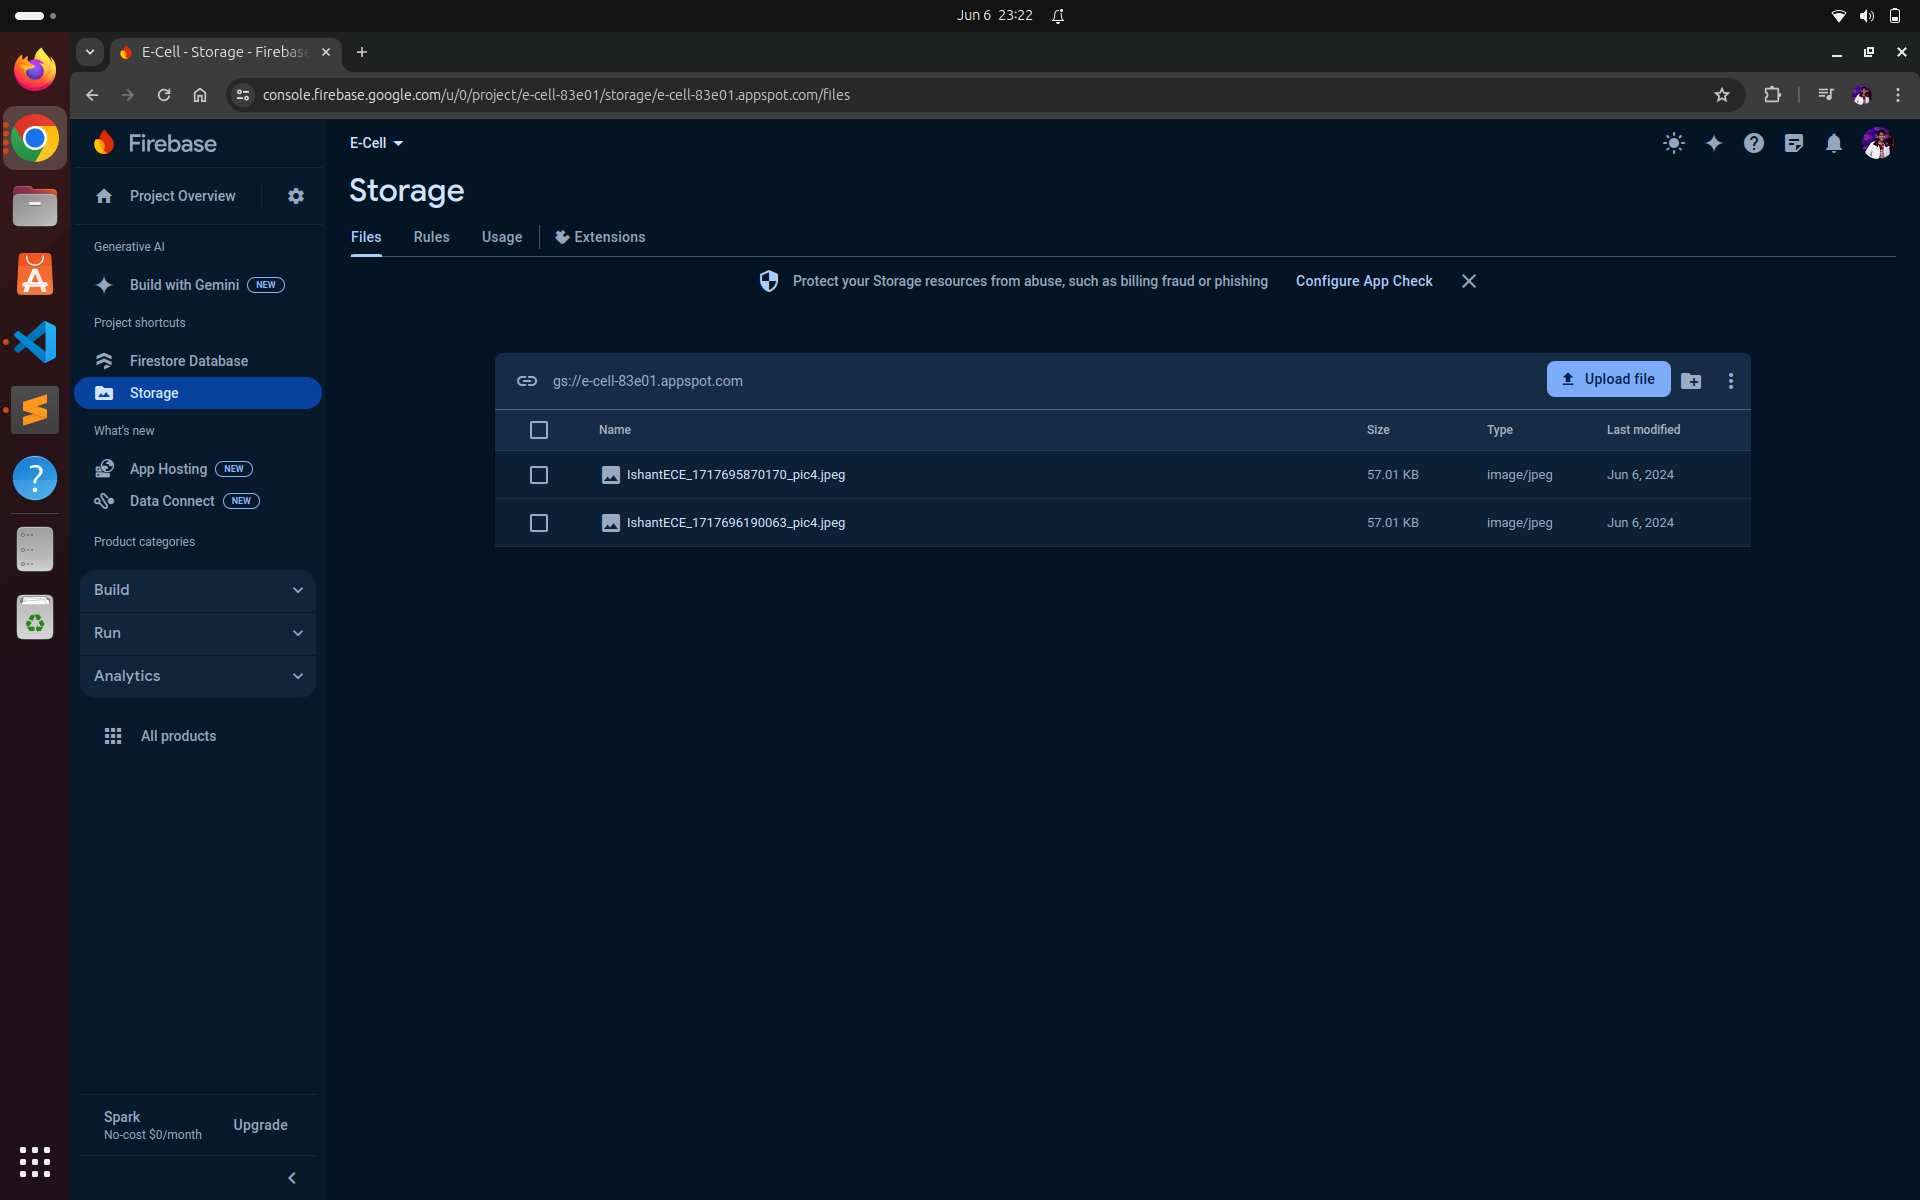 Jun 6 23:22
E-Cell - Storage - Firebase
console.firebase.google.com/u/0/project/e-cell-83e01/storage/e-cell-83e01.appspot.com/files
Firebase
E-Cell
Project Overview
Storage
Files Rules Usage Extensions
Generative AI
Protect your Storage resources from abuse, such as billing fraud or phishing Configure App Check
Build with Gemini NEW
Project shortcuts
Firestore Database
Storage
What's new
App Hosting NEW
Data Connect NEW
Product categories
Build
Run
Analytics
All products
gs://e-cell-83e01.appspot.com Upload file
Name Size Type Last modified
IshantECE_1717695870170_pic4.jpeg 57.01 KB image/jpeg Jun 6, 2024
IshantECE_1717696190063_pic4.jpeg 57.01 KB image/jpeg Jun 6, 2024
Spark
No-cost $0/month
Upgrade